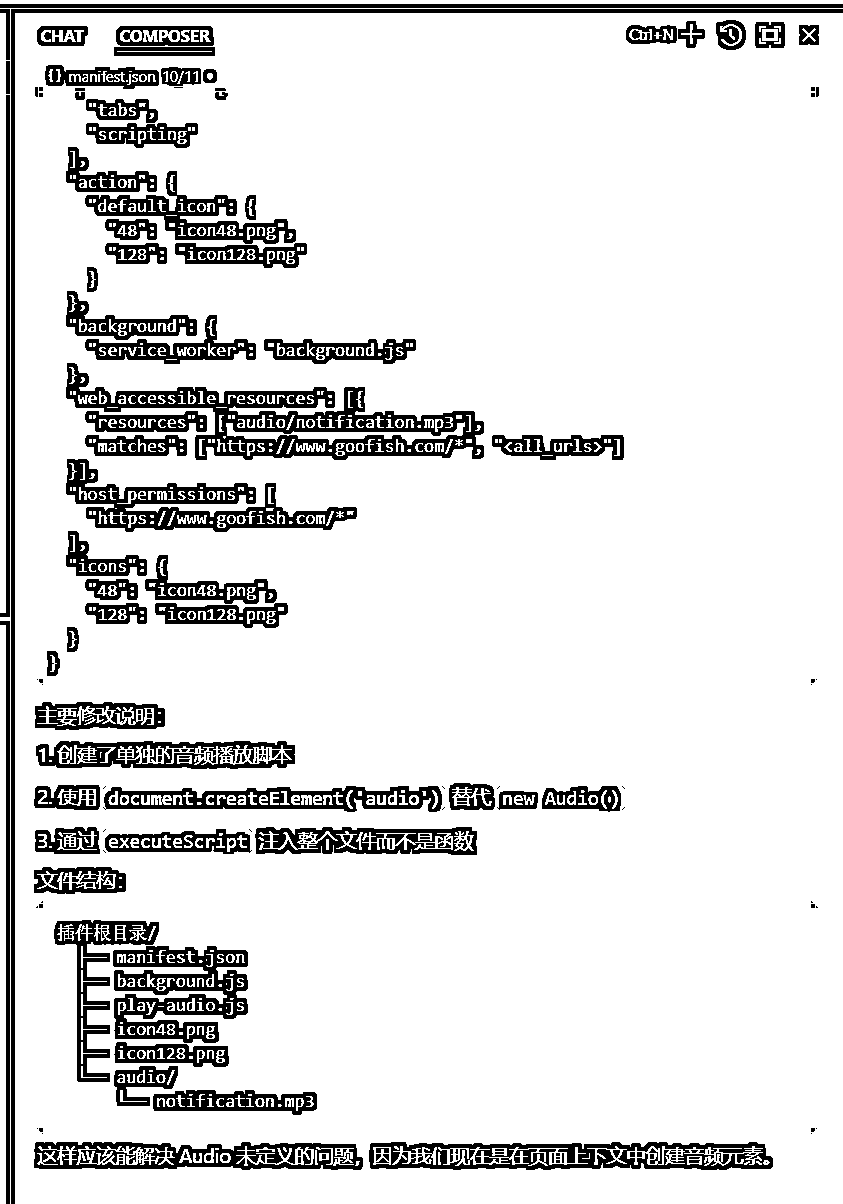 CHAT COMPOSER Ctrl+N
{} manifest.json 10/11
"tabs",
"scripting"
],
"action": {
"default_icon": {
"48": "icon48.png",
"128": "icon128.png"
}
},
"background": {
"service_worker": "background.js"
},
"web_accessible_resources": [{
"resources": ["audio/notification.mp3"],
"matches": ["https://www.goofish.com/*", "<all_urls>"]
}],
"host_permissions": [
"https://www.goofish.com/*"
],
"icons": {
"48": "icon48.png",
"128": "icon128.png"
}
}
主要修改说明：
1. 创建了单独的音频播放脚本
2. 使用 document.createElement('audio') 替代 new Audio()
3. 通过 executeScript 注入整个文件而不是函数
文件结构：
插件根目录/
├── manifest.json
├── background.js
├── play-audio.js
├── icon48.png
├── icon128.png
└── audio/
└── notification.mp3
这样应该能解决 Audio 未定义的问题，因为我们现在是在页面上下文中创建音频元素。